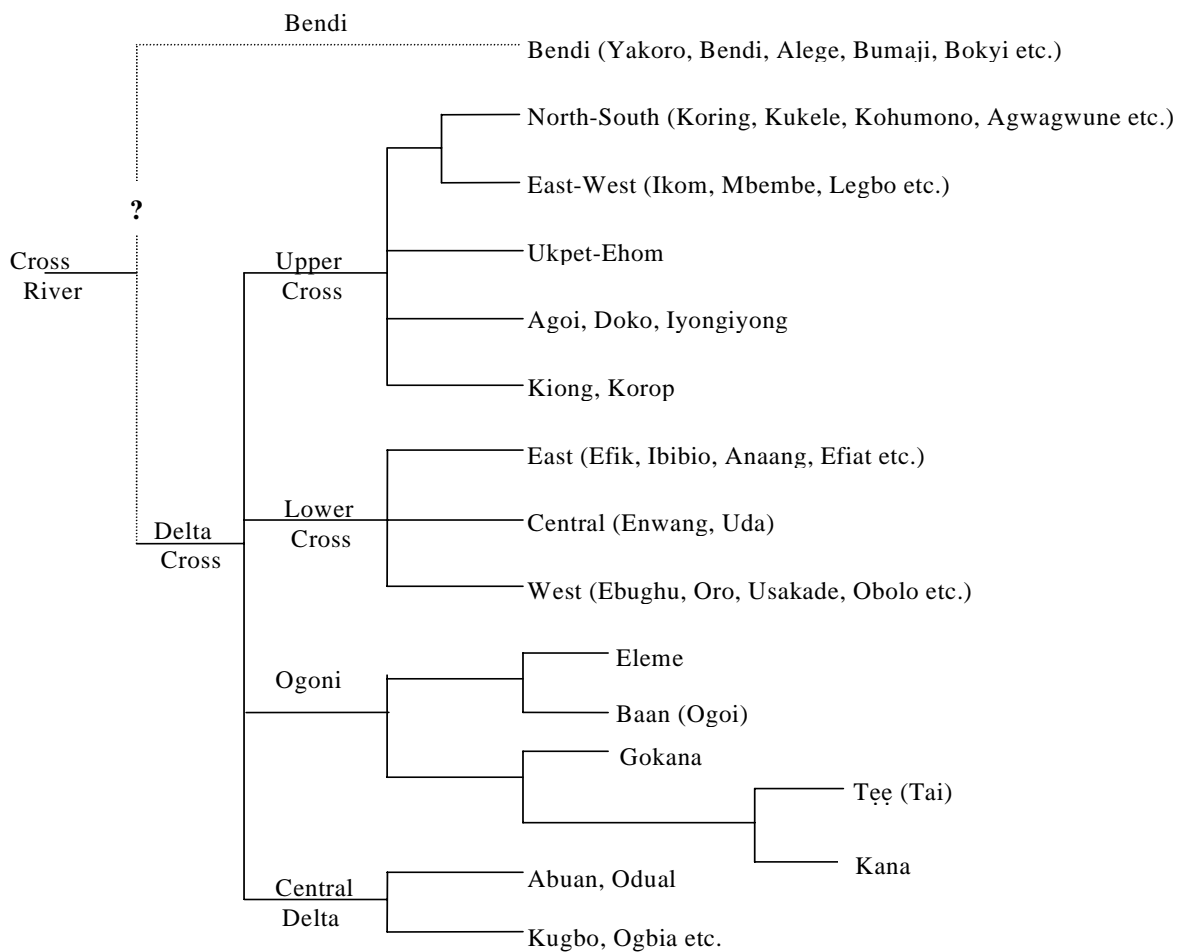 Bendi
Bendi (Yakoro, Bendi, Alege, Bumaji, Bokyi etc.)
North-South (Koring, Kukele, Kohumono, Agwagwune etc.)
East-West (Ikom, Mbembe, Legbo etc.)
?
Ukpet-Ehom
Cross
River
Upper
Cross
Agoi, Doko, Iyongiyong
Kiong, Korop
East (Efik, Ibibio, Anaang, Efiat etc.)
Lower
Cross
Central (Enwang, Uda)
Delta
Cross
West (Ebughu, Oro, Usakade, Obolo etc.)
Eleme
Ogoni
Baan (Ogoi)
Gokana
Tẹẹ (Tai)
Kana
Central
Delta
Abuan, Odual
Kugbo, Ogbia etc.